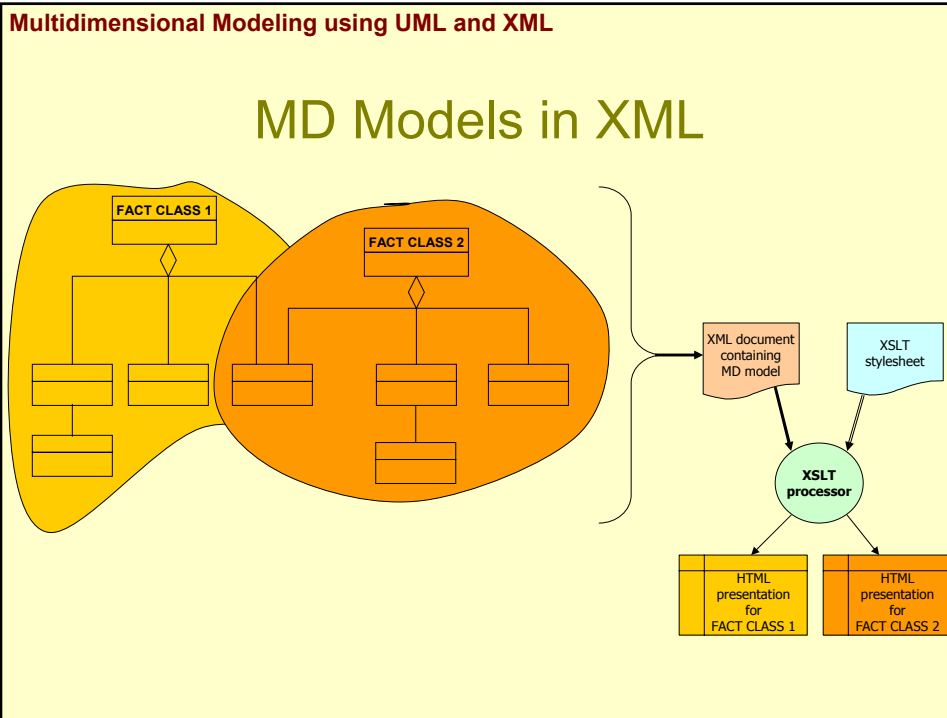 Multidimensional Modeling using UML and XML
MD Models in XML
FACT CLASS 1
FACT CLASS 2
XML document
containing
MD model
XSLT
stylesheet
XSLT
processor
HTML
presentation
for
FACT CLASS 1
HTML
presentation
for
FACT CLASS 2